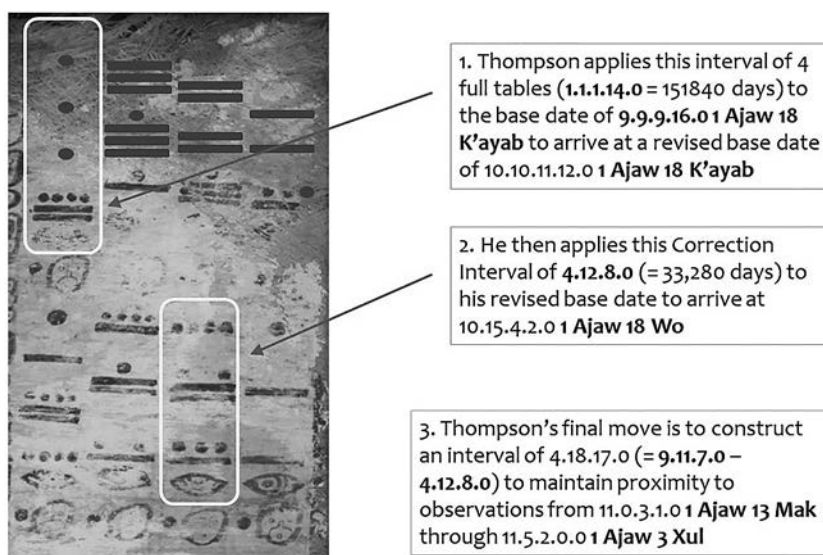 1. Thompson applies this interval of 4
full tables (1.1.1.14.0 = 151840 days) to
the base date of 9.9.9.16.0 1 Ajaw 18
K'ayab to arrive at a revised base date
of 10.10.11.12.0 1 Ajaw 18 K'ayab
2. He then applies this Correction
Interval of 4.12.8.0 (= 33,280 days) to
his revised base date to arrive at
10.15.4.2.0 1 Ajaw 18 Wo
3. Thompson's final move is to construct
an interval of 4.18.17.0 (= 9.11.7.0 –
4.12.8.0) to maintain proximity to
observations from 11.0.3.1.0 1 Ajaw 13 Mak
through 11.5.2.0.0 1 Ajaw 3 Xul